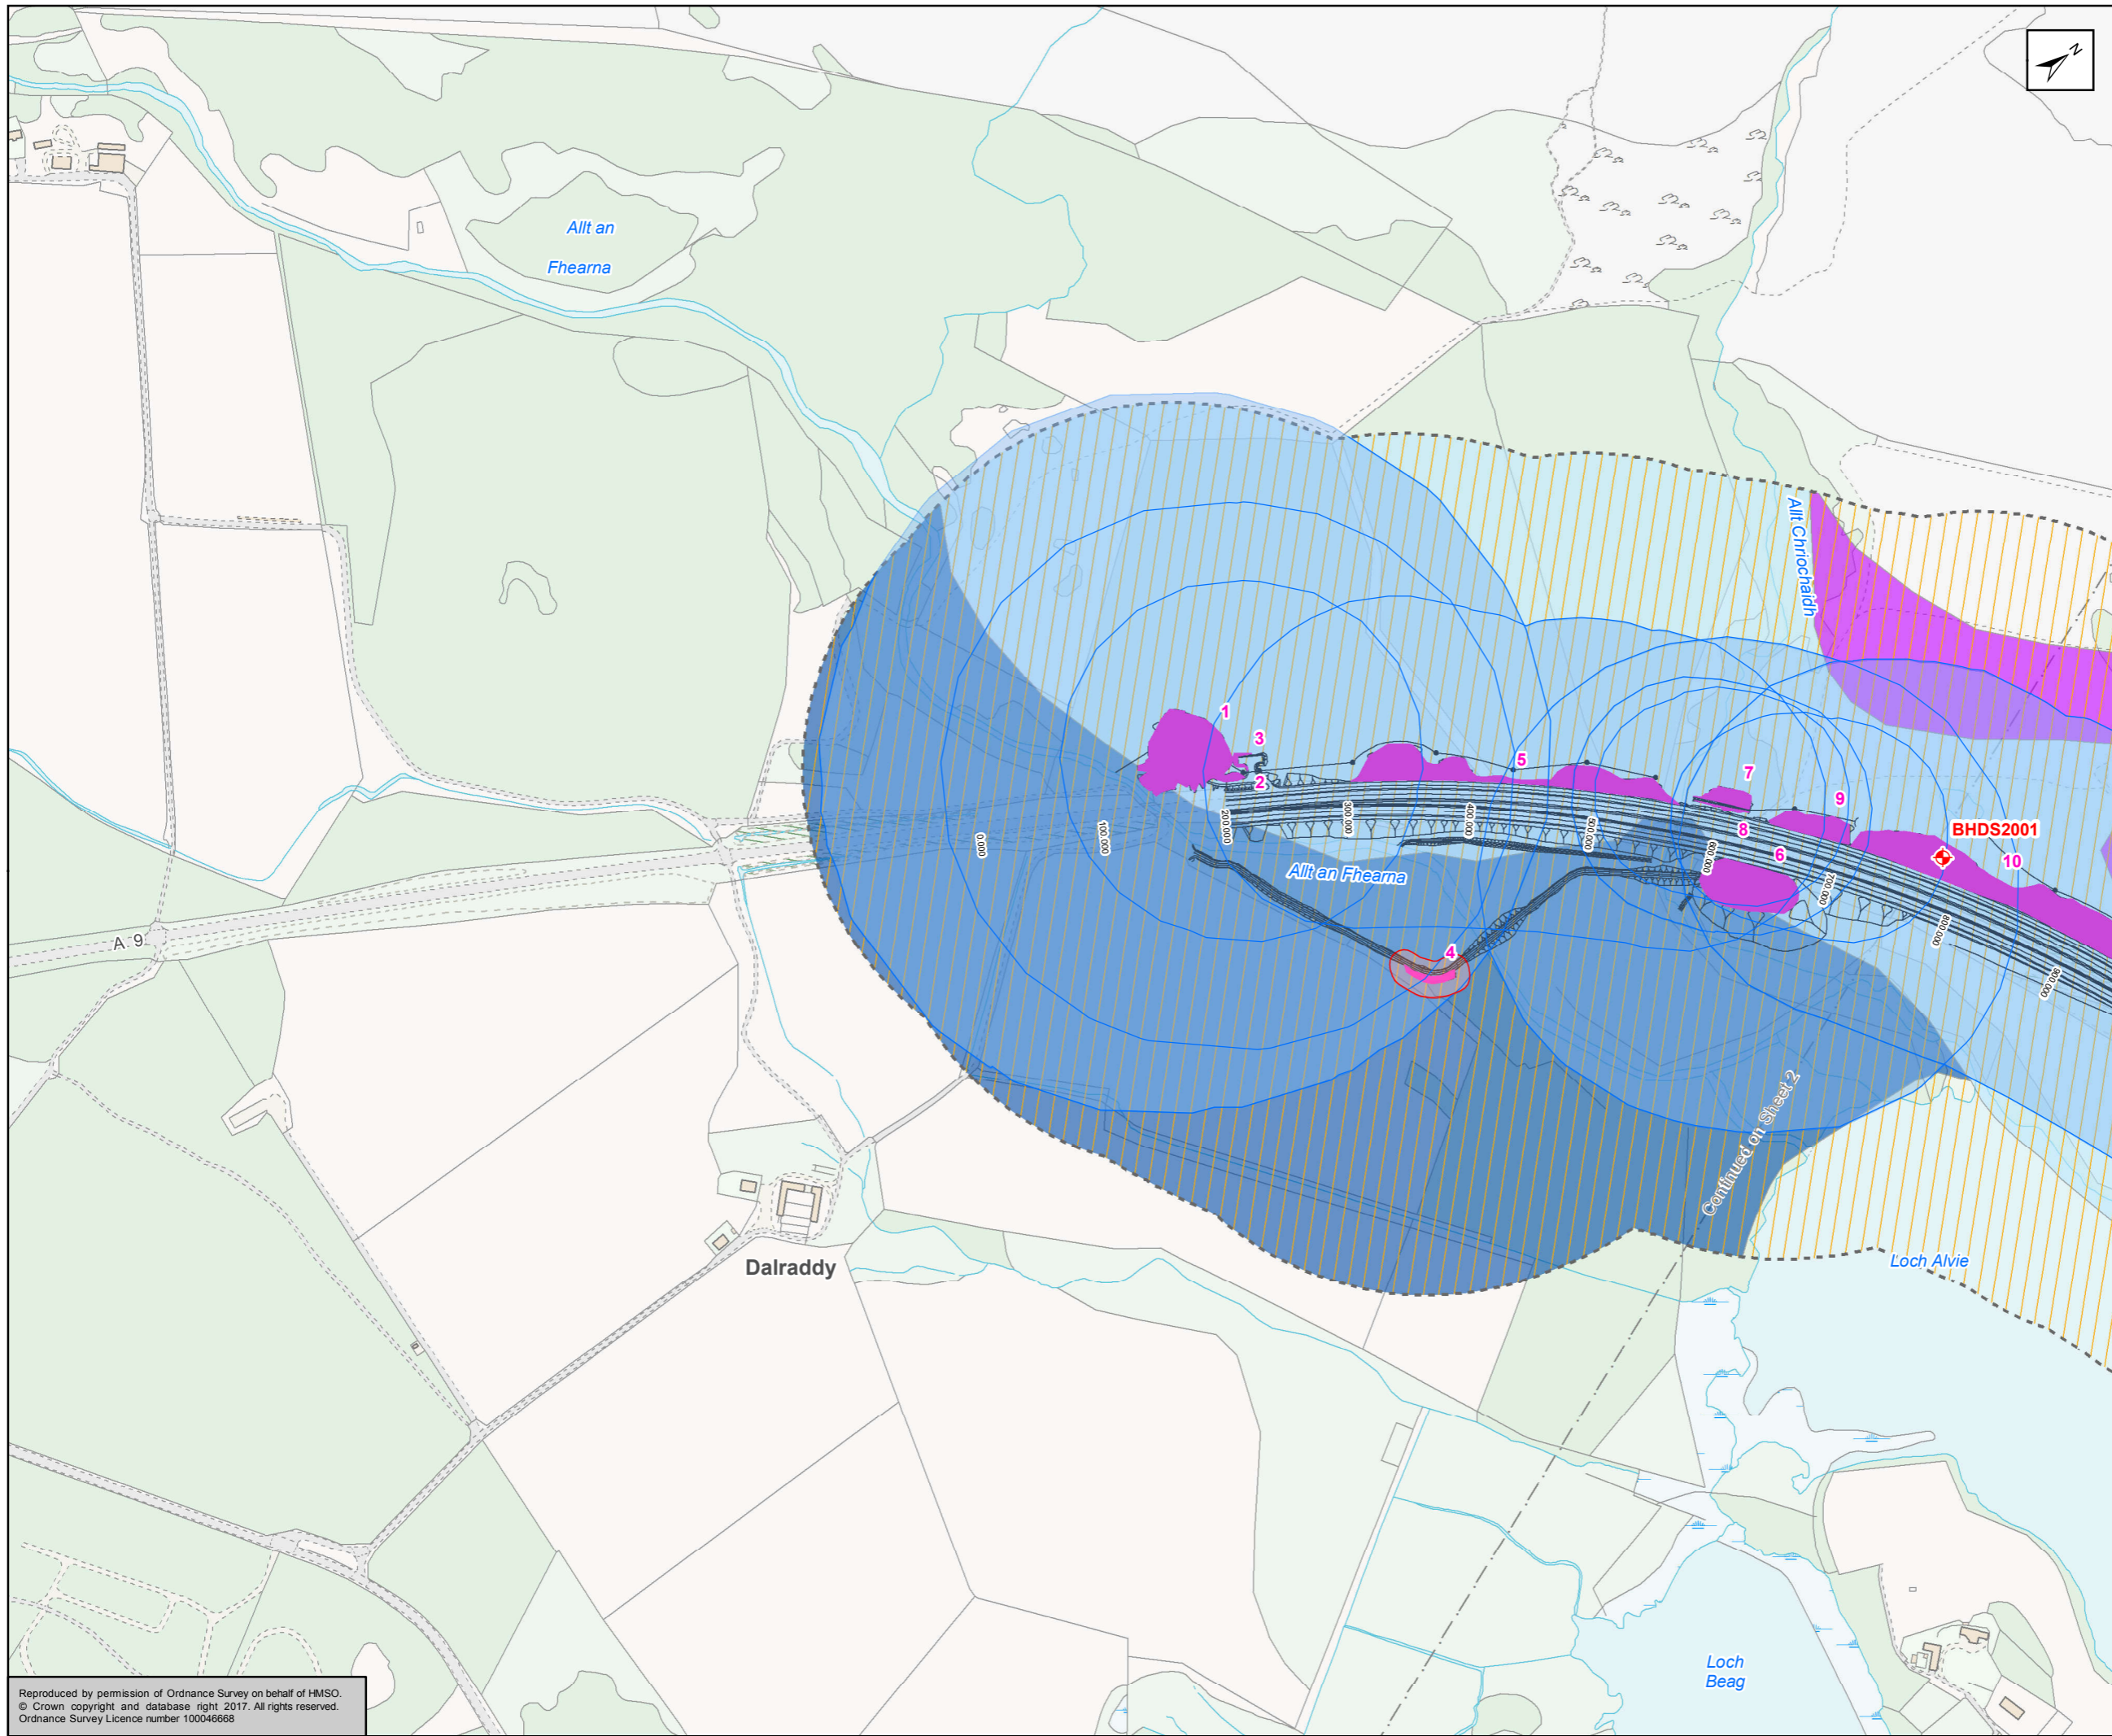 N
Allt an
Fhearna
Allt Chriochaidh
1
3
2
5
7
9
8
6
BHDS2001
10
4
0.000
100.000
200.000
300.000
400.000
500.000
600.000
700.000
800.000
900.000
Allt an Fhearna
A 9
Continued on Sheet 2
Dalraddy
Loch Alvie
Loch
Beag
Reproduced by permission of Ordnance Survey on behalf of HMSO.
© Crown copyright and database right 2017. All rights reserved.
Ordnance Survey Licence number 100046668